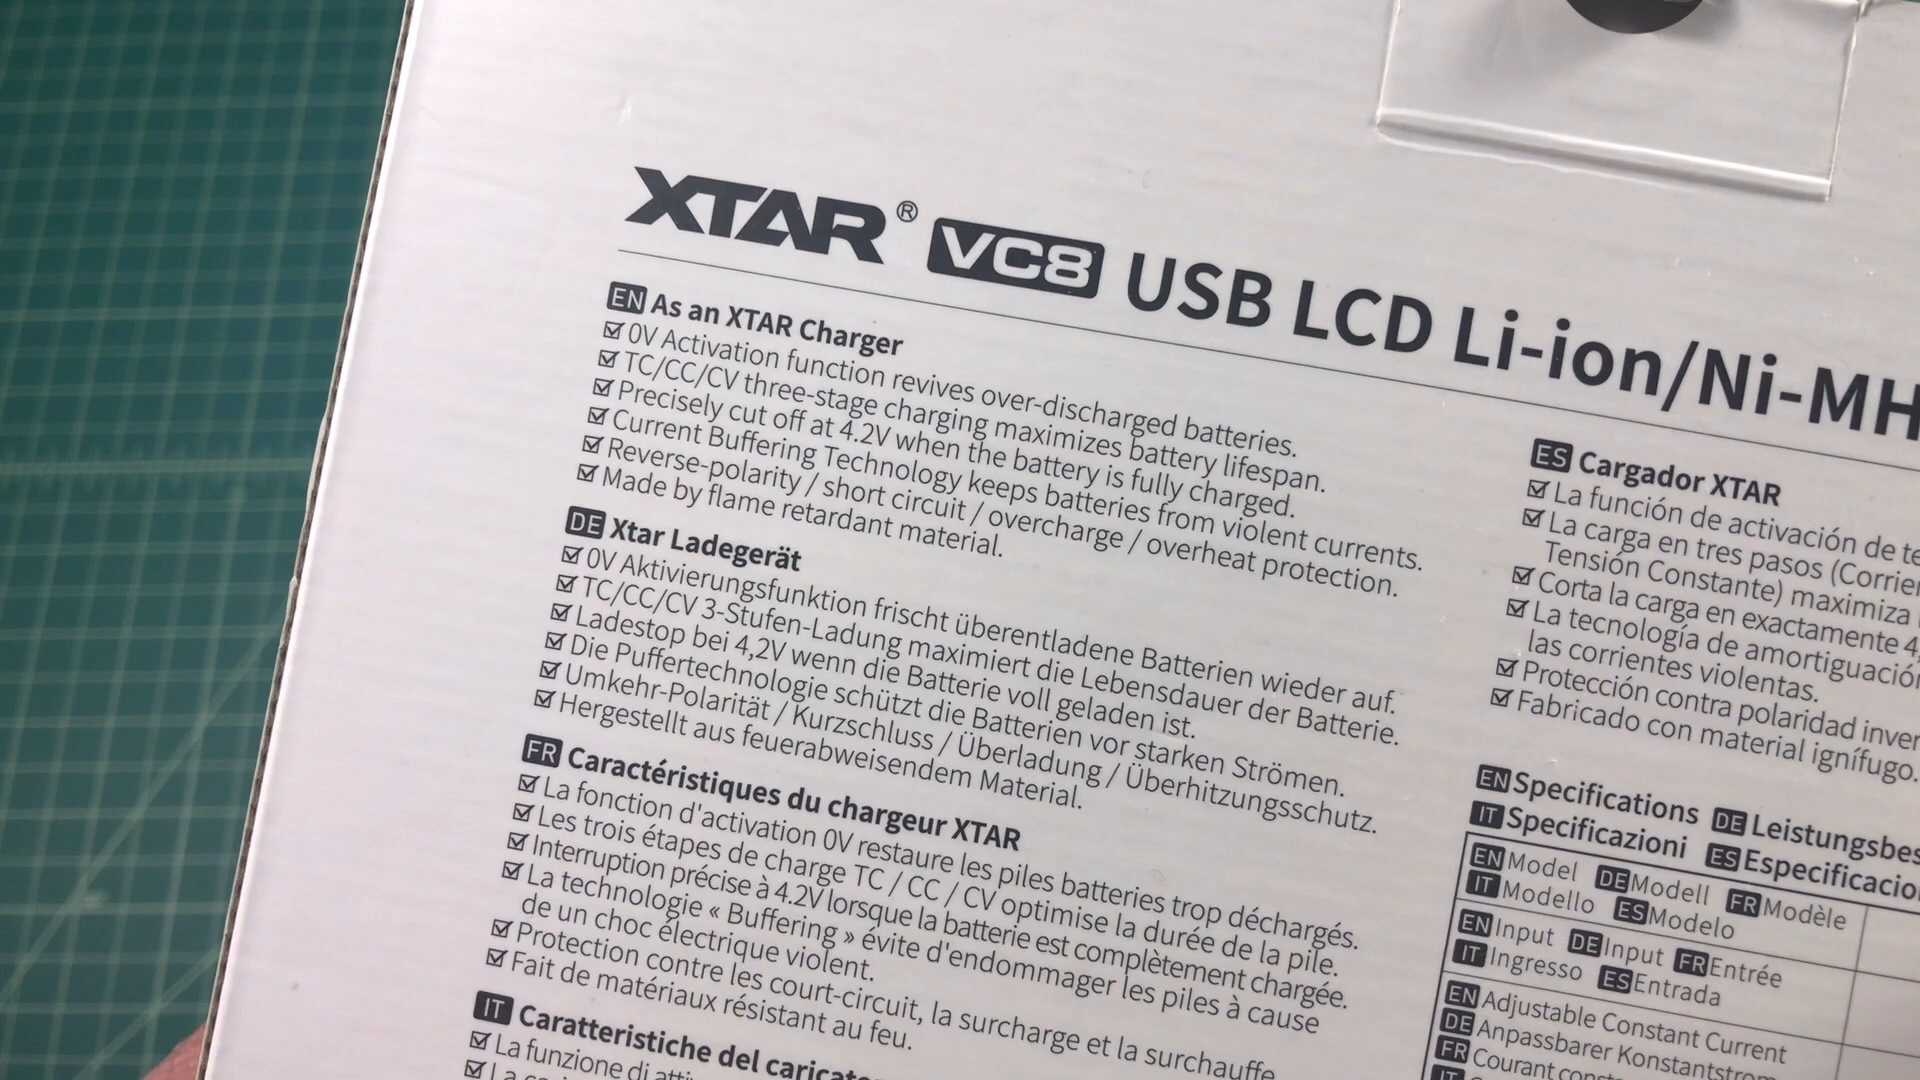 XTAR® VC8 USB LCD Li-ion/Ni-MH
EN As an XTAR Charger
☑ 0V Activation function revives over-discharged batteries.
☑ TC/CC/CV three-stage charging maximizes battery lifespan.
☑ Precisely cut off at 4.2V when the battery is fully charged.
☑ Current Buffering Technology keeps batteries from violent currents.
☑ Reverse-polarity / short circuit / overcharge / overheat protection.
☑ Made by flame retardant material.
DE Xtar Ladegerät
☑ 0V Aktivierungsfunktion frischt überentladene Batterien wieder auf.
☑ TC/CC/CV 3-Stufen-Ladung maximiert die Lebensdauer der Batterie.
☑ Ladestop bei 4,2V wenn die Batterie voll geladen ist.
☑ Die Puffertechnologie schützt die Batterien vor starken Strömen.
☑ Umkehr-Polarität / Kurzschluss / Überladung / Überhitzungsschutz.
☑ Hergestellt aus feuerabweisendem Material.
FR Caractéristiques du chargeur XTAR
☑ La fonction d'activation 0V restaure les piles batteries trop déchargés.
☑ Les trois étapes de charge TC / CC / CV optimise la durée de la pile.
☑ Interruption précise à 4.2V lorsque la batterie est complètement chargée.
☑ La technologie « Buffering » évite d'endommager les piles à cause
de un choc électrique violent.
☑ Protection contre les court-circuit, la surcharge et la surchauffe
☑ Fait de matériaux résistant au feu.
IT Caratteristiche del
☑ La funzione di
ES Cargador XTAR
☑ La función de activación de
☑ La carga en tres pasos
Tensión Constante) maximiza
☑ Corta la carga en exactamente
☑ La tecnología de
las corrientes violentas.
☑ Protección contra polaridad
☑ Fabricado con material ignífugo.
EN Specifications DE
IT Specificazioni ES
EN Model DE Modell FR Modèle
IT Modello ES Modelo
EN Input DE Input FR Entrée
IT Ingresso ES Entrada
EN Adjustable Constant Current
DE Anpassbarer
FR Courant
IT